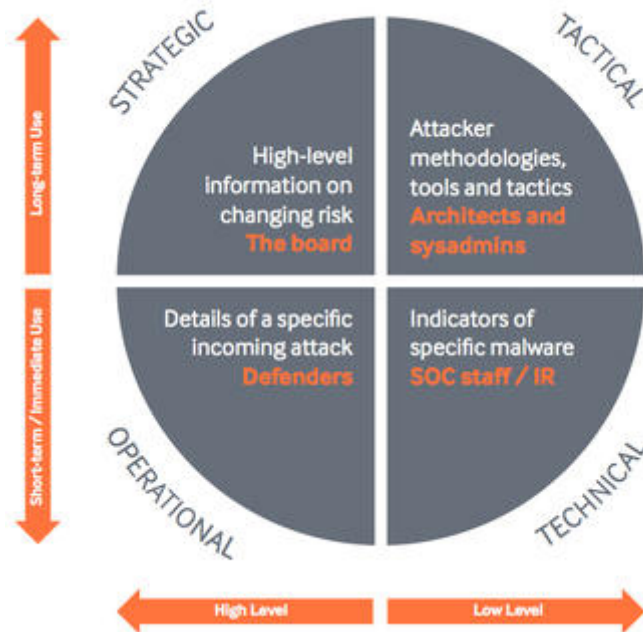 STRATEGIC
TACTICAL
Long-term Use
High-level
information on
changing risk
The board
Attacker
methodologies,
tools and tactics
Architects and
sysadmins
Short-term / Immediate Use
Details of a specific
incoming attack
Defenders
Indicators of
specific malware
SOC staff / IR
OPERATIONAL
TECHNICAL
High Level
Low Level